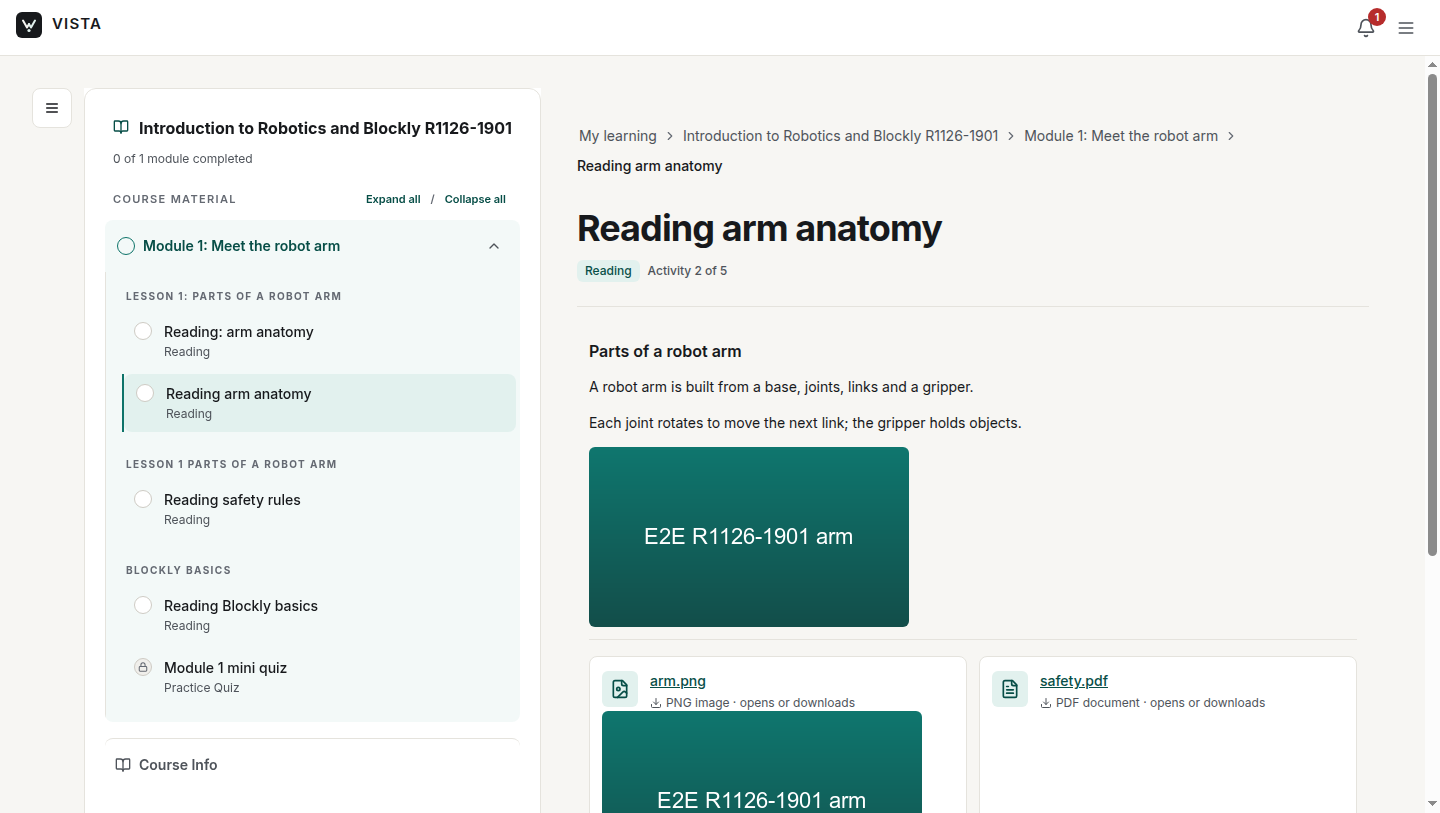 VISTA
1
Introduction to Robotics and Blockly R1126-1901
0 of 1 module completed
COURSE MATERIAL
Expand all / Collapse all
Module 1: Meet the robot arm
LESSON 1: PARTS OF A ROBOT ARM
Reading: arm anatomy
Reading
Reading arm anatomy
Reading
LESSON 1 PARTS OF A ROBOT ARM
Reading safety rules
Reading
BLOCKLY BASICS
Reading Blockly basics
Reading
Module 1 mini quiz
Practice Quiz
Course Info
My learning > Introduction to Robotics and Blockly R1126-1901 > Module 1: Meet the robot arm >
Reading arm anatomy
Reading arm anatomy
Reading Activity 2 of 5
Parts of a robot arm
A robot arm is built from a base, joints, links and a gripper.
Each joint rotates to move the next link; the gripper holds objects.
E2E R1126-1901 arm
arm.png
PNG image · opens or downloads
E2E R1126-1901 arm
safety.pdf
PDF document · opens or downloads